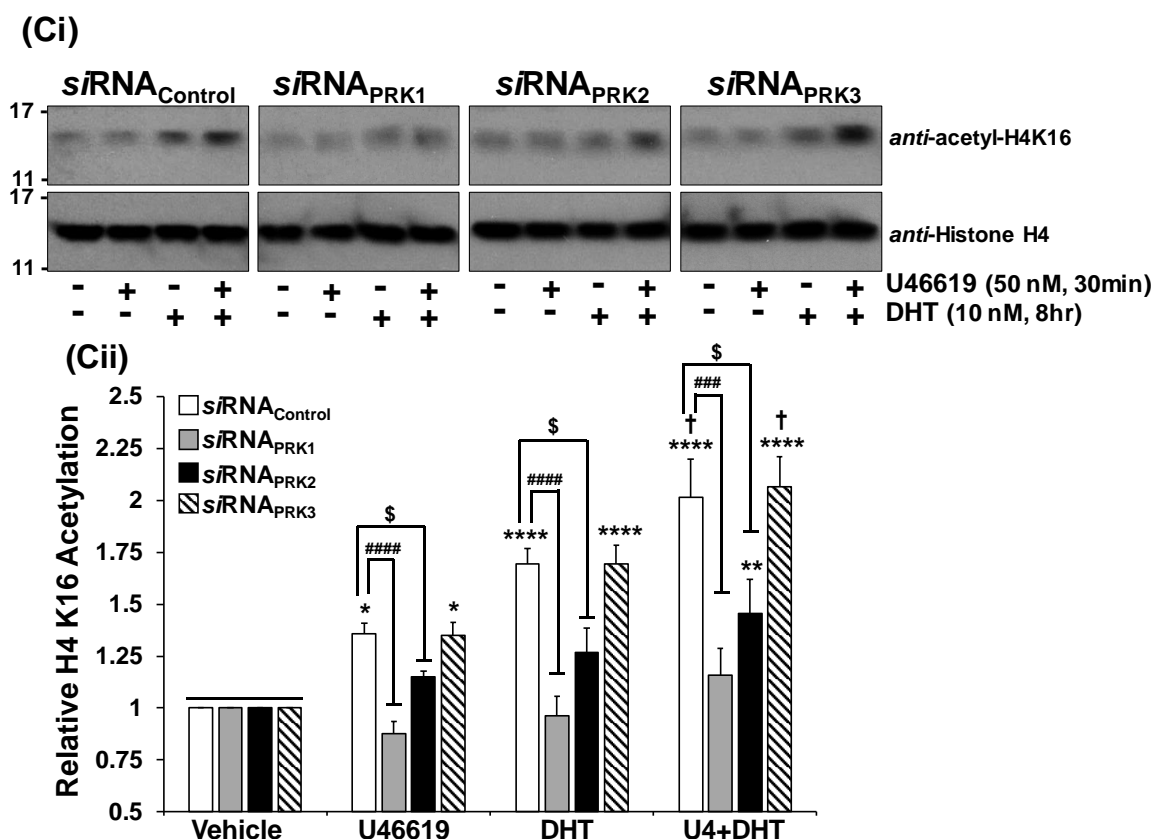 (Ci)
siRNAControl siRNAPRK1 siRNAPRK2 siRNAPRK3
17
anti-acetyl-H4K16
11
17
anti-Histone H4
11
- + - + - + - + - + - + - + - + U46619 (50 nM, 30min)
- - + + - - + + - - + + - - + + DHT (10 nM, 8hr)
(Cii)
Relative H4 K16 Acetylation
2.5
2.25
2
1.75
1.5
1.25
1
0.75
0.5
siRNAControl
siRNAPRK1
siRNAPRK2
siRNAPRK3
$
####
* *
$
####
**** ****
$
###
† †
**** ****
**
Vehicle U46619 DHT U4+DHT